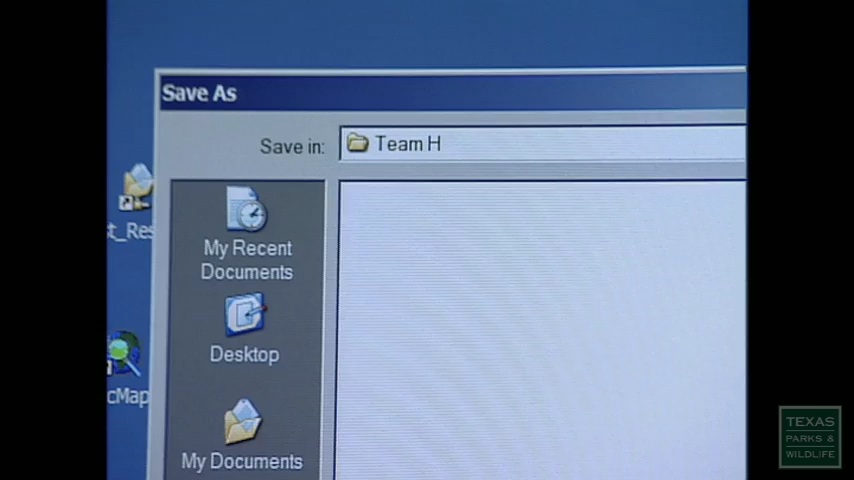 Save As
Save in:
Team H
t_Res
My Recent
Documents
Desktop
cMap
My Documents
TEXAS
PARKS &
WILDLIFE